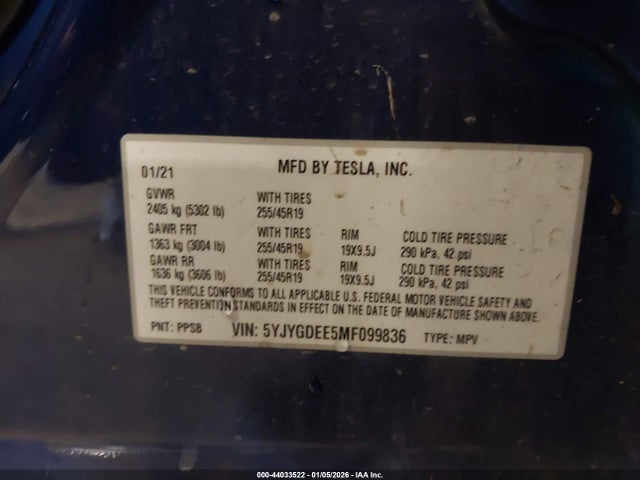 01/21 MFD BY TESLA, INC.
GVWR WITH TIRES
2405 kg (5302 lb) 255/45R19
GAWR FRT WITH TIRES RIM COLD TIRE PRESSURE
1363 kg (3004 lb) 255/45R19 19X9.5J 290 kPa, 42 psi
GAWR RR WITH TIRES RIM COLD TIRE PRESSURE
1636 kg (3606 lb) 255/45R19 19X9.5J 290 kPa, 42 psi
THIS VEHICLE CONFORMS TO ALL APPLICABLE U.S. FEDERAL MOTOR VEHICLE SAFETY AND
THEFT PREVENTION STANDARDS IN EFFECT ON THE DATE OF MANUFACTURE SHOWN ABOVE.
PNT: PPSB VIN: 5YJYGDEE5MF099836 TYPE: MPV
000-44033522 - 01/05/2026 - IAA Inc.